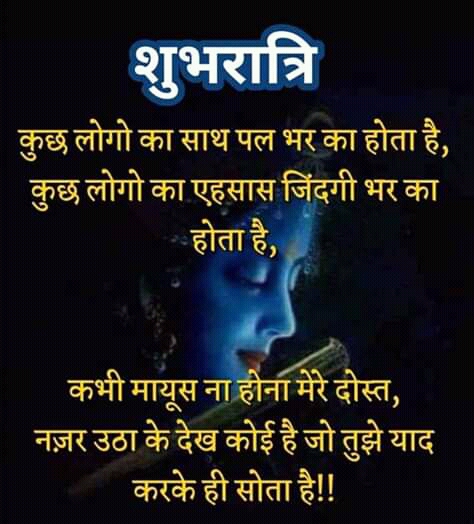 शुभरात्रि
कुछ लोगो का साथ पल भर का होता है,
कुछ लोगो का एहसास जिंदगी भर का
होता है,
कभी मायूस ना होना मेरे दोस्त,
नज़र उठा के देख कोई है जो तुझे याद
करके ही सोता है!!